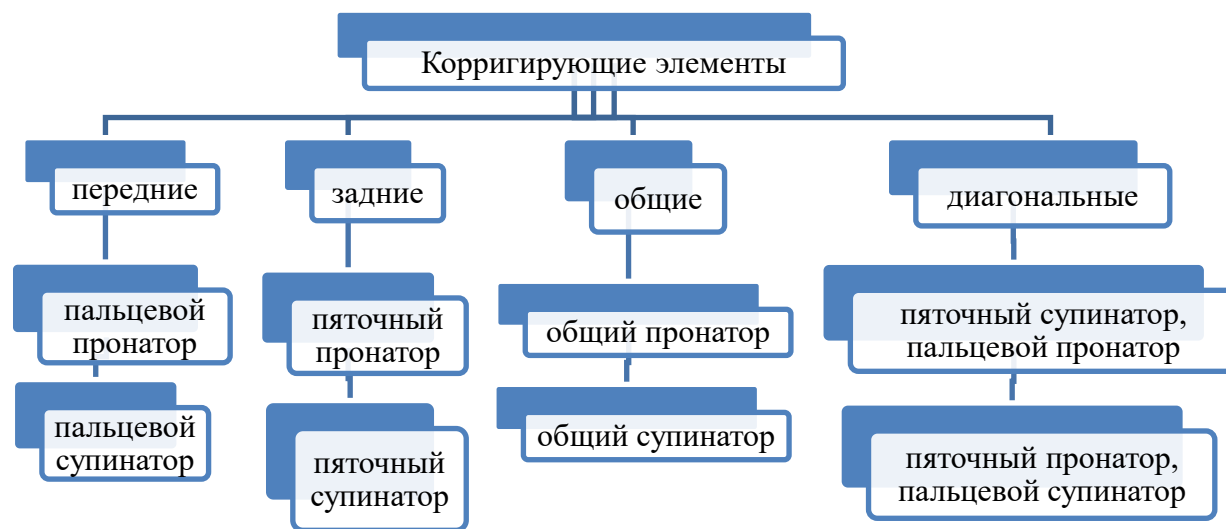 Корригирующие элементы
передние
задние
общие
диагональные
пальцевой
пронатор
пяточный
пронатор
общий пронатор
пяточный супинатор,
пальцевой пронатор
пальцевой
супинатор
пяточный
супинатор
общий супинатор
пяточный пронатор,
пальцевой супинатор